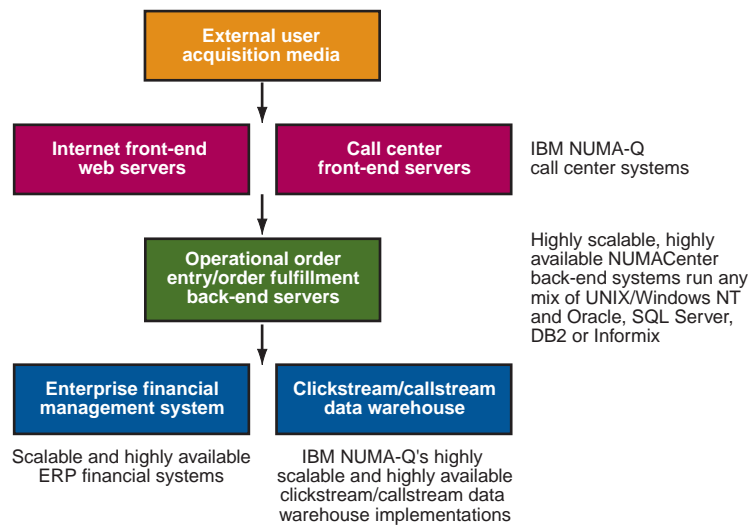 External user
acquisition media
Internet front-end
web servers
Call center
front-end servers
IBM NUMA-Q
call center systems
Operational order
entry/order fulfillment
back-end servers
Highly scalable, highly
available NUMACenter
back-end systems run any
mix of UNIX/Windows NT
and Oracle, SQL Server,
DB2 or Informix
Enterprise financial
management system
Clickstream/callstream
data warehouse
Scalable and highly available
ERP financial systems
IBM NUMA-Q's highly
scalable and highly available
clickstream/callstream data
warehouse implementations